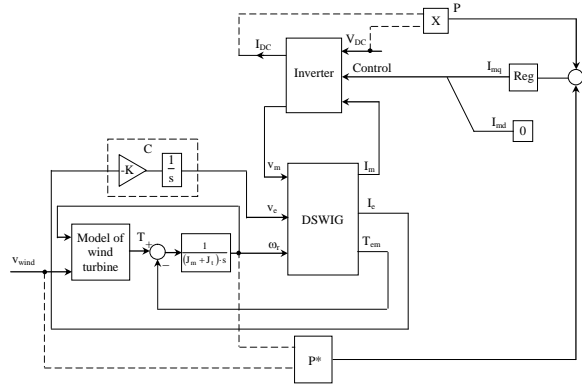 X
P
I_DC
V_DC
Inverter
Control
I_mq
Reg
I_md
0
C
-K
1
s
v_m
I_m
v_e
DSWIG
I_e
T_em
ω_r
Model of
wind
turbine
T
+
−
1
(J_m + J_t)·s
v_wind
P*